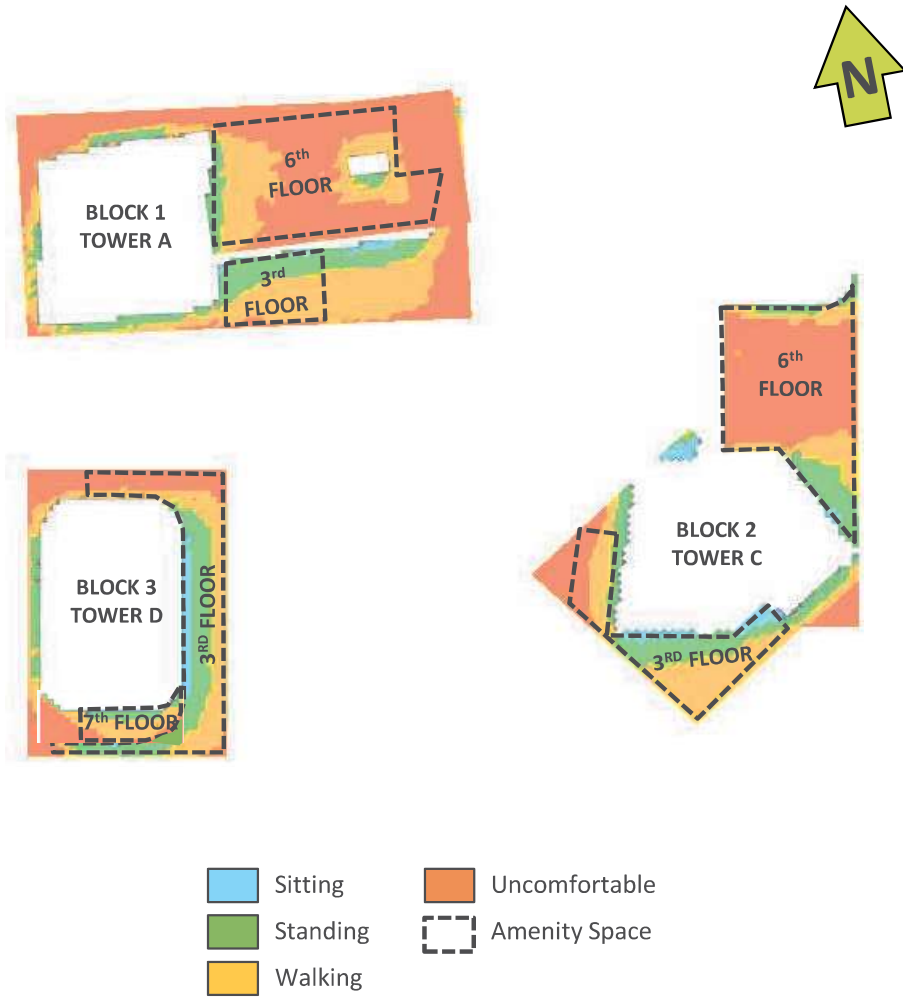 N
6th
FLOOR
BLOCK 1
TOWER A
3rd
FLOOR
6th
FLOOR
BLOCK 2
TOWER C
3RD FLOOR
BLOCK 3
TOWER D
3RD FLOOR
7th FLOOR
Sitting
Uncomfortable
Standing
Amenity Space
Walking